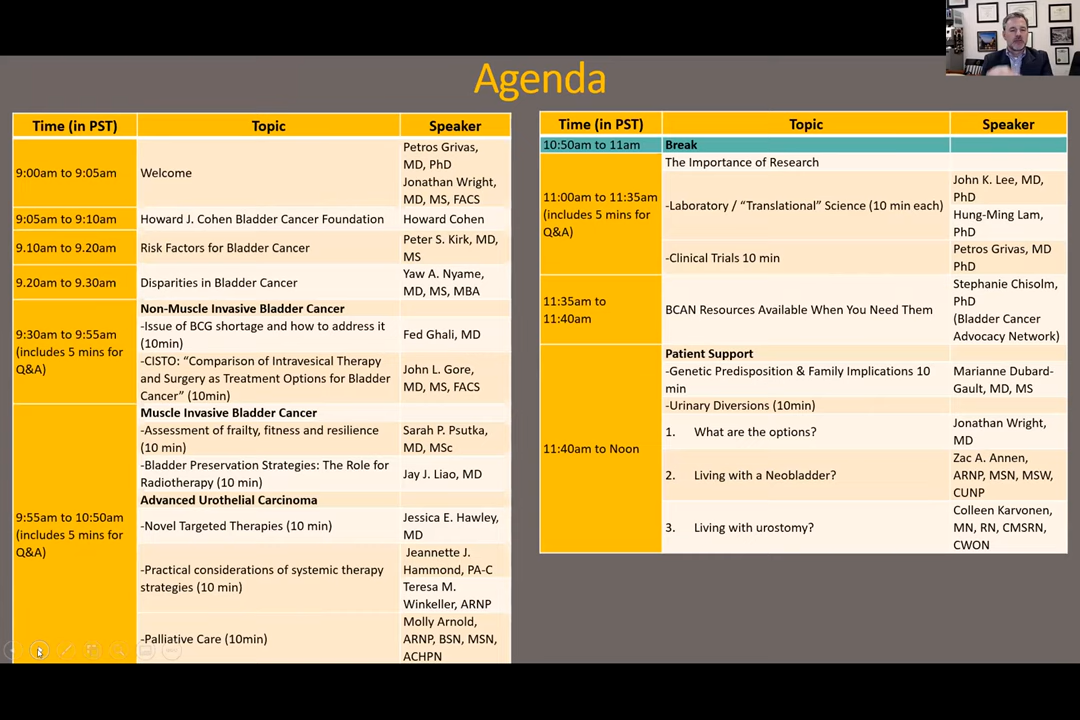 Agenda
Time (in PST) Topic Speaker
9:00am to 9:05am Welcome
Petros Grivas,
MD, PhD
Jonathan Wright,
MD, MS, FACS
9:05am to 9:10am Howard J. Cohen Bladder Cancer Foundation Howard Cohen
9.10am to 9.20am Risk Factors for Bladder Cancer
Peter S. Kirk, MD,
MS
9.20am to 9.30am Disparities in Bladder Cancer
Yaw A. Nyame,
MD, MS, MBA
9:30am to 9:55am
(includes 5 mins for
Q&A)
Non-Muscle Invasive Bladder Cancer
-Issue of BCG shortage and how to address it
(10min)
Fed Ghali, MD
-CISTO: “Comparison of Intravesical Therapy
and Surgery as Treatment Options for Bladder
Cancer” (10min)
John L. Gore,
MD, MS, FACS
9:55am to 10:50am
(includes 5 mins for
Q&A)
Muscle Invasive Bladder Cancer
-Assessment of frailty, fitness and resilience
(10 min)
Sarah P. Psutka,
MD, MSc
-Bladder Preservation Strategies: The Role for
Radiotherapy (10 min)
Jay J. Liao, MD
Advanced Urothelial Carcinoma
-Novel Targeted Therapies (10 min)
Jessica E. Hawley,
MD
-Practical considerations of systemic therapy
strategies (10 min)
Jeannette J.
Hammond, PA-C
Teresa M.
Winkeller, ARNP
-Palliative Care (10min)
Molly Arnold,
ARNP, BSN, MSN,
ACHPN
Time (in PST) Topic Speaker
10:50am to 11am Break
11:00am to 11:35am
(includes 5 mins for
Q&A)
The Importance of Research
-Laboratory / “Translational” Science (10 min each)
John K. Lee, MD,
PhD
Hung-Ming Lam,
PhD
-Clinical Trials 10 min
Petros Grivas, MD
PhD
11:35am to
11:40am
BCAN Resources Available When You Need Them
Stephanie Chisolm,
PhD
(Bladder Cancer
Advocacy Network)
11:40am to Noon
Patient Support
-Genetic Predisposition & Family Implications 10
min
Marianne Dubard-
Gault, MD, MS
-Urinary Diversions (10min)
1. What are the options?
Jonathan Wright,
MD
2. Living with a Neobladder?
Zac A. Annen,
ARNP, MSN, MSW,
CUNP
3. Living with urostomy?
Colleen Karvonen,
MN, RN, CMSRN,
CWON